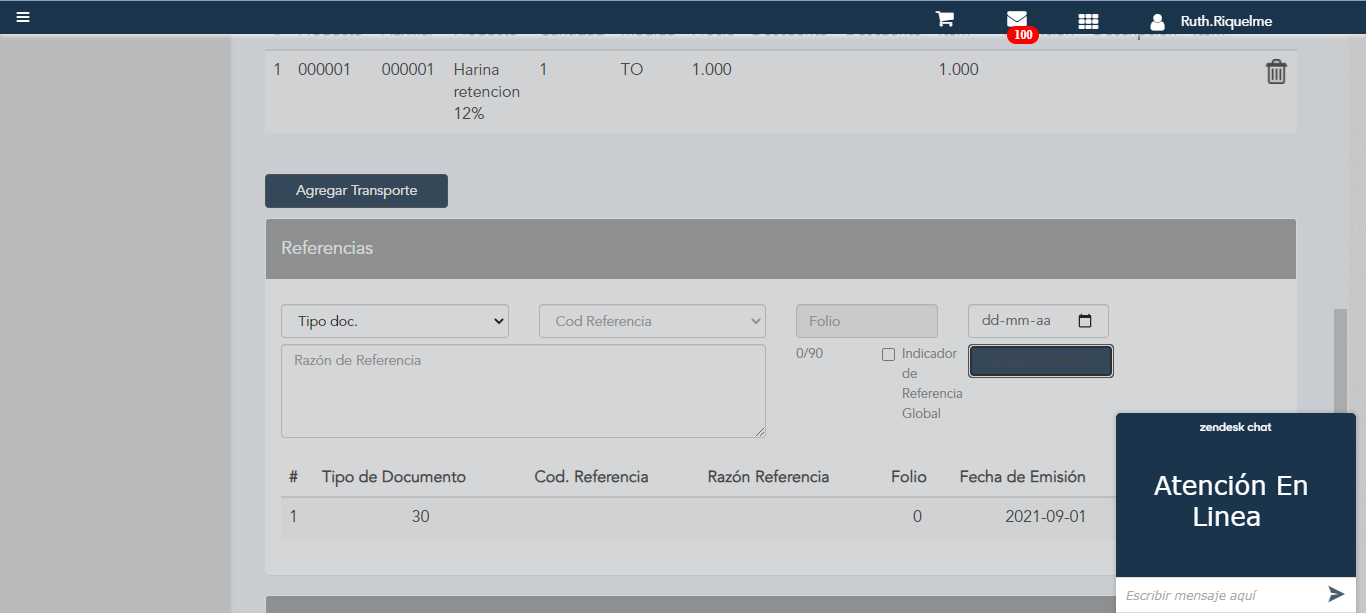 Ruth.Riquelme
100
1 000001 000001 Harina 1 TO 1.000 1.000
retencion
12%
Agregar Transporte
Referencias
Tipo doc. Cod Referencia Folio dd-mm-aa
Razón de Referencia 0/90 Indicador
de
Referencia
Global
zendesk chat
# Tipo de Documento Cod. Referencia Razón Referencia Folio Fecha de Emisión
Atención En
Linea
1 30 0 2021-09-01
Escribir mensaje aquí